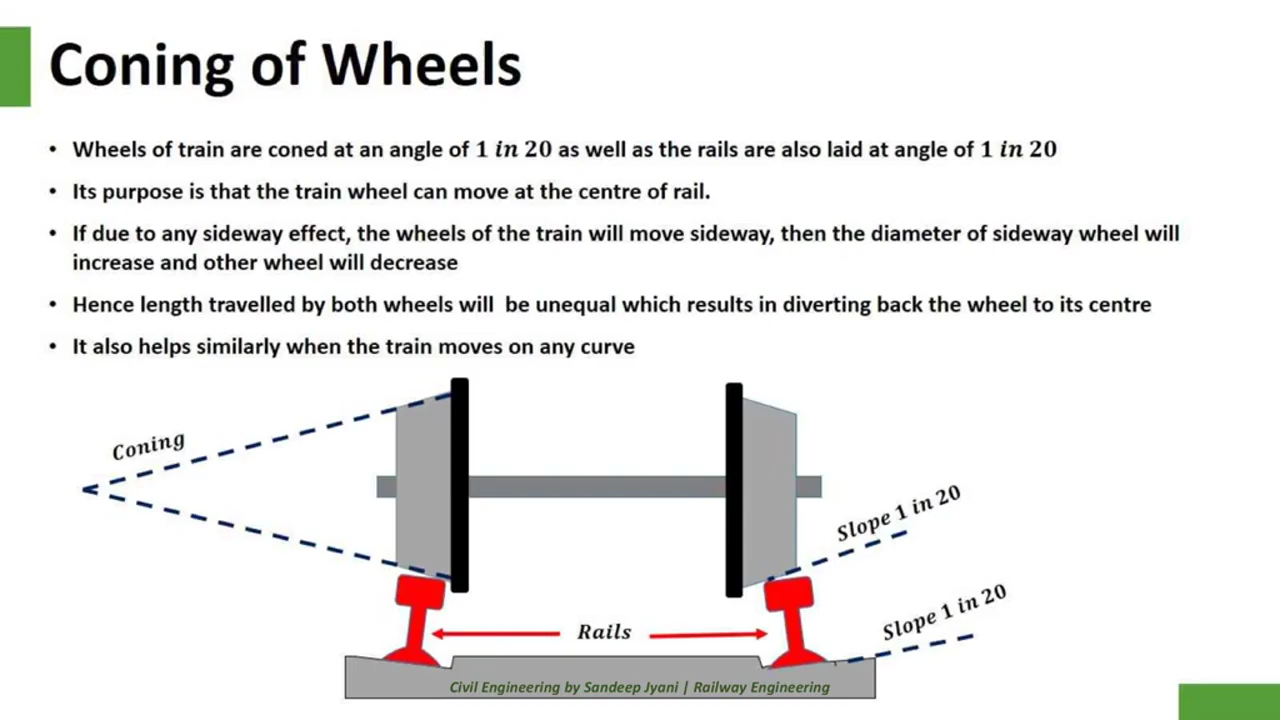 Coning of Wheels
• Wheels of train are coned at an angle of 1 in 20 as well as the rails are also laid at angle of 1 in 20
• Its purpose is that the train wheel can move at the centre of rail.
• If due to any sideway effect, the wheels of the train will move sideway, then the diameter of sideway wheel will
increase and other wheel will decrease
• Hence length travelled by both wheels will be unequal which results in diverting back the wheel to its centre
• It also helps similarly when the train moves on any curve
Coning
Slope 1 in 20
Slope 1 in 20
Rails
Civil Engineering by Sandeep Jyani | Railway Engineering